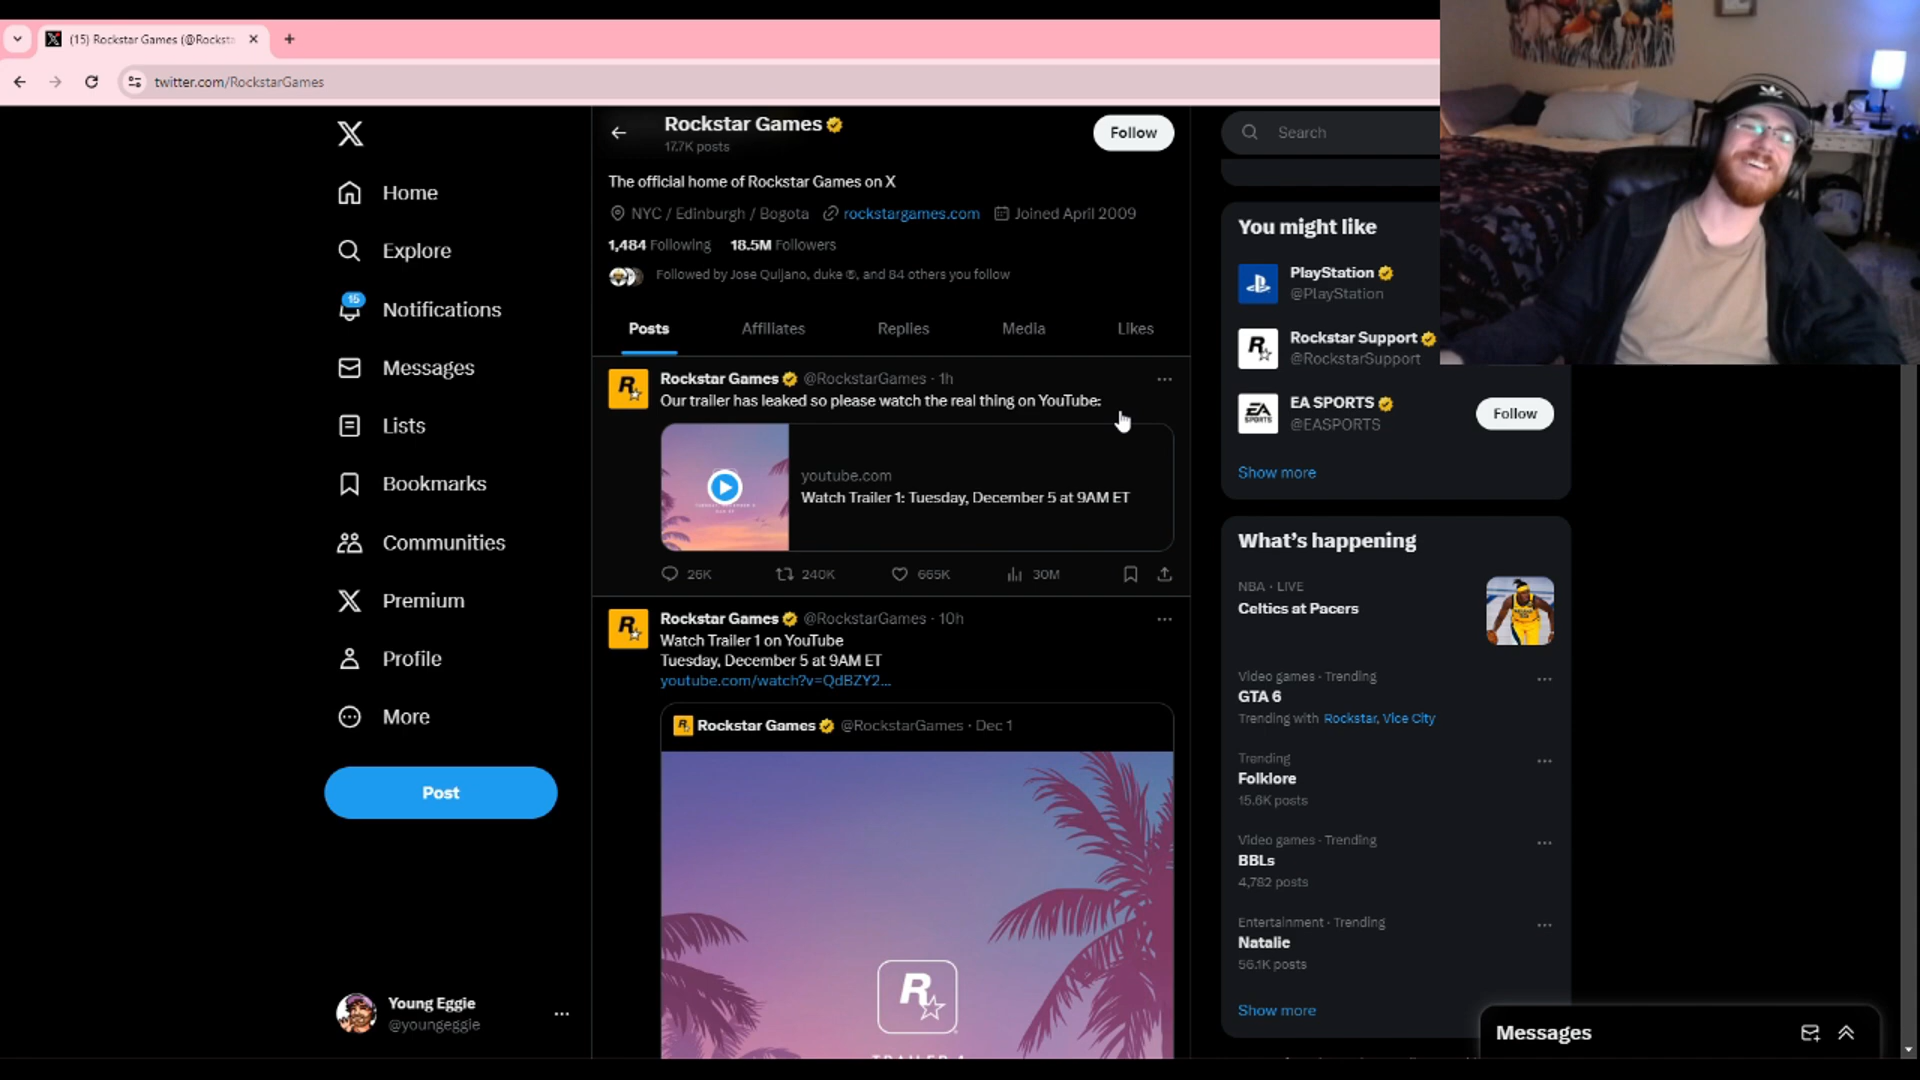 (15) Rockstar Games (@Rocksta
twitter.com/RockstarGames
Home
Explore
15
Notifications
Messages
Lists
Bookmarks
Communities
Premium
Profile
More
Post
Young Eggie
@youngeggie
Rockstar Games
17.7K posts
Follow
The official home of Rockstar Games on X
NYC / Edinburgh / Bogota rockstargames.com Joined April 2009
1,484 Following 18.5M Followers
Followed by Jose Quijano, duke ®, and 84 others you follow
Posts Affiliates Replies Media Likes
Rockstar Games @RockstarGames · 1h
Our trailer has leaked so please watch the real thing on YouTube:
youtube.com
Watch Trailer 1: Tuesday, December 5 at 9AM ET
26K 240K 665K 30M
Rockstar Games @RockstarGames · 10h
Watch Trailer 1 on YouTube
Tuesday, December 5 at 9AM ET
youtube.com/watch?v=QdBZY2...
Rockstar Games @RockstarGames · Dec 1
Search
You might like
PlayStation
@PlayStation
Rockstar Support
@RockstarSupport
EA SPORTS
@EASPORTS
Follow
Show more
What's happening
NBA · LIVE
Celtics at Pacers
Video games · Trending
GTA 6
Trending with Rockstar, Vice City
Trending
Folklore
15.6K posts
Video games · Trending
BBLs
4,782 posts
Entertainment · Trending
Natalie
56.1K posts
Show more
Messages